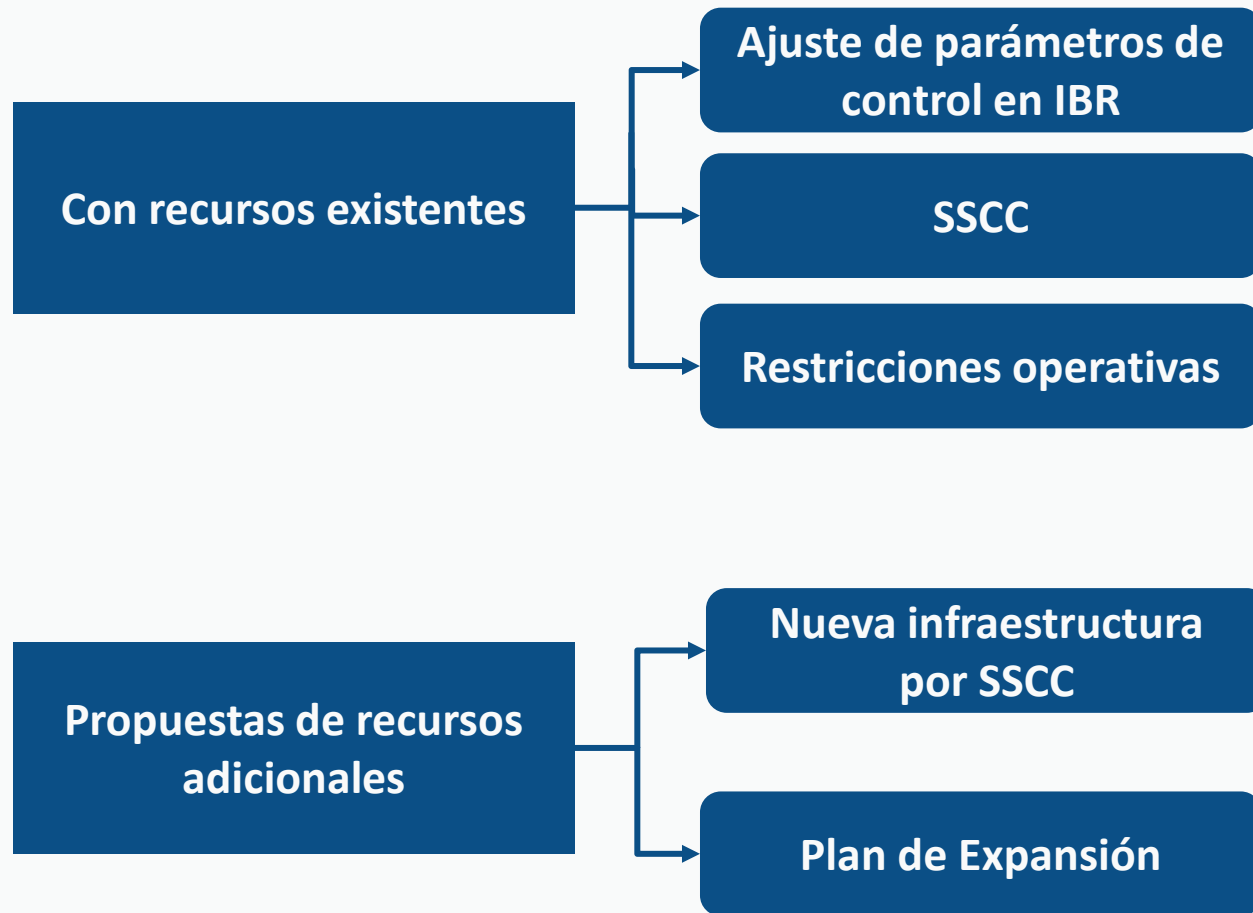 Con recursos existentes
Ajuste de parámetros de
control en IBR
SSCC
Restricciones operativas
Propuestas de recursos
adicionales
Nueva infraestructura
por SSCC
Plan de Expansión